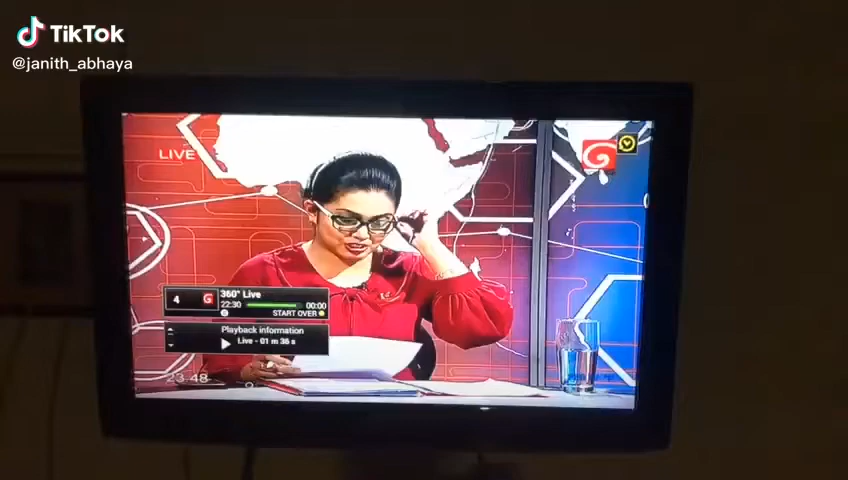 TikTok
@janith_abhaya
LIVE
4
360° Live
22:30
00:00
START OVER
Playback information
Live - 01 m 36 s
23:48